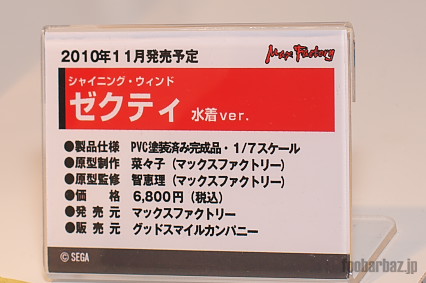 2010年11月発売予定
Max Factory
シャイニング・ウィンド
ゼクティ 水着ver.
●製品仕様 PVC塗装済み完成品・1/7スケール
●原型制作 菜々子（マックスファクトリー）
●原型監修 智恵理（マックスファクトリー）
●価格 6,800円（税込）
●発売元 マックスファクトリー
●販売元 グッドスマイルカンパニー
© SEGA
foobarbaz.jp